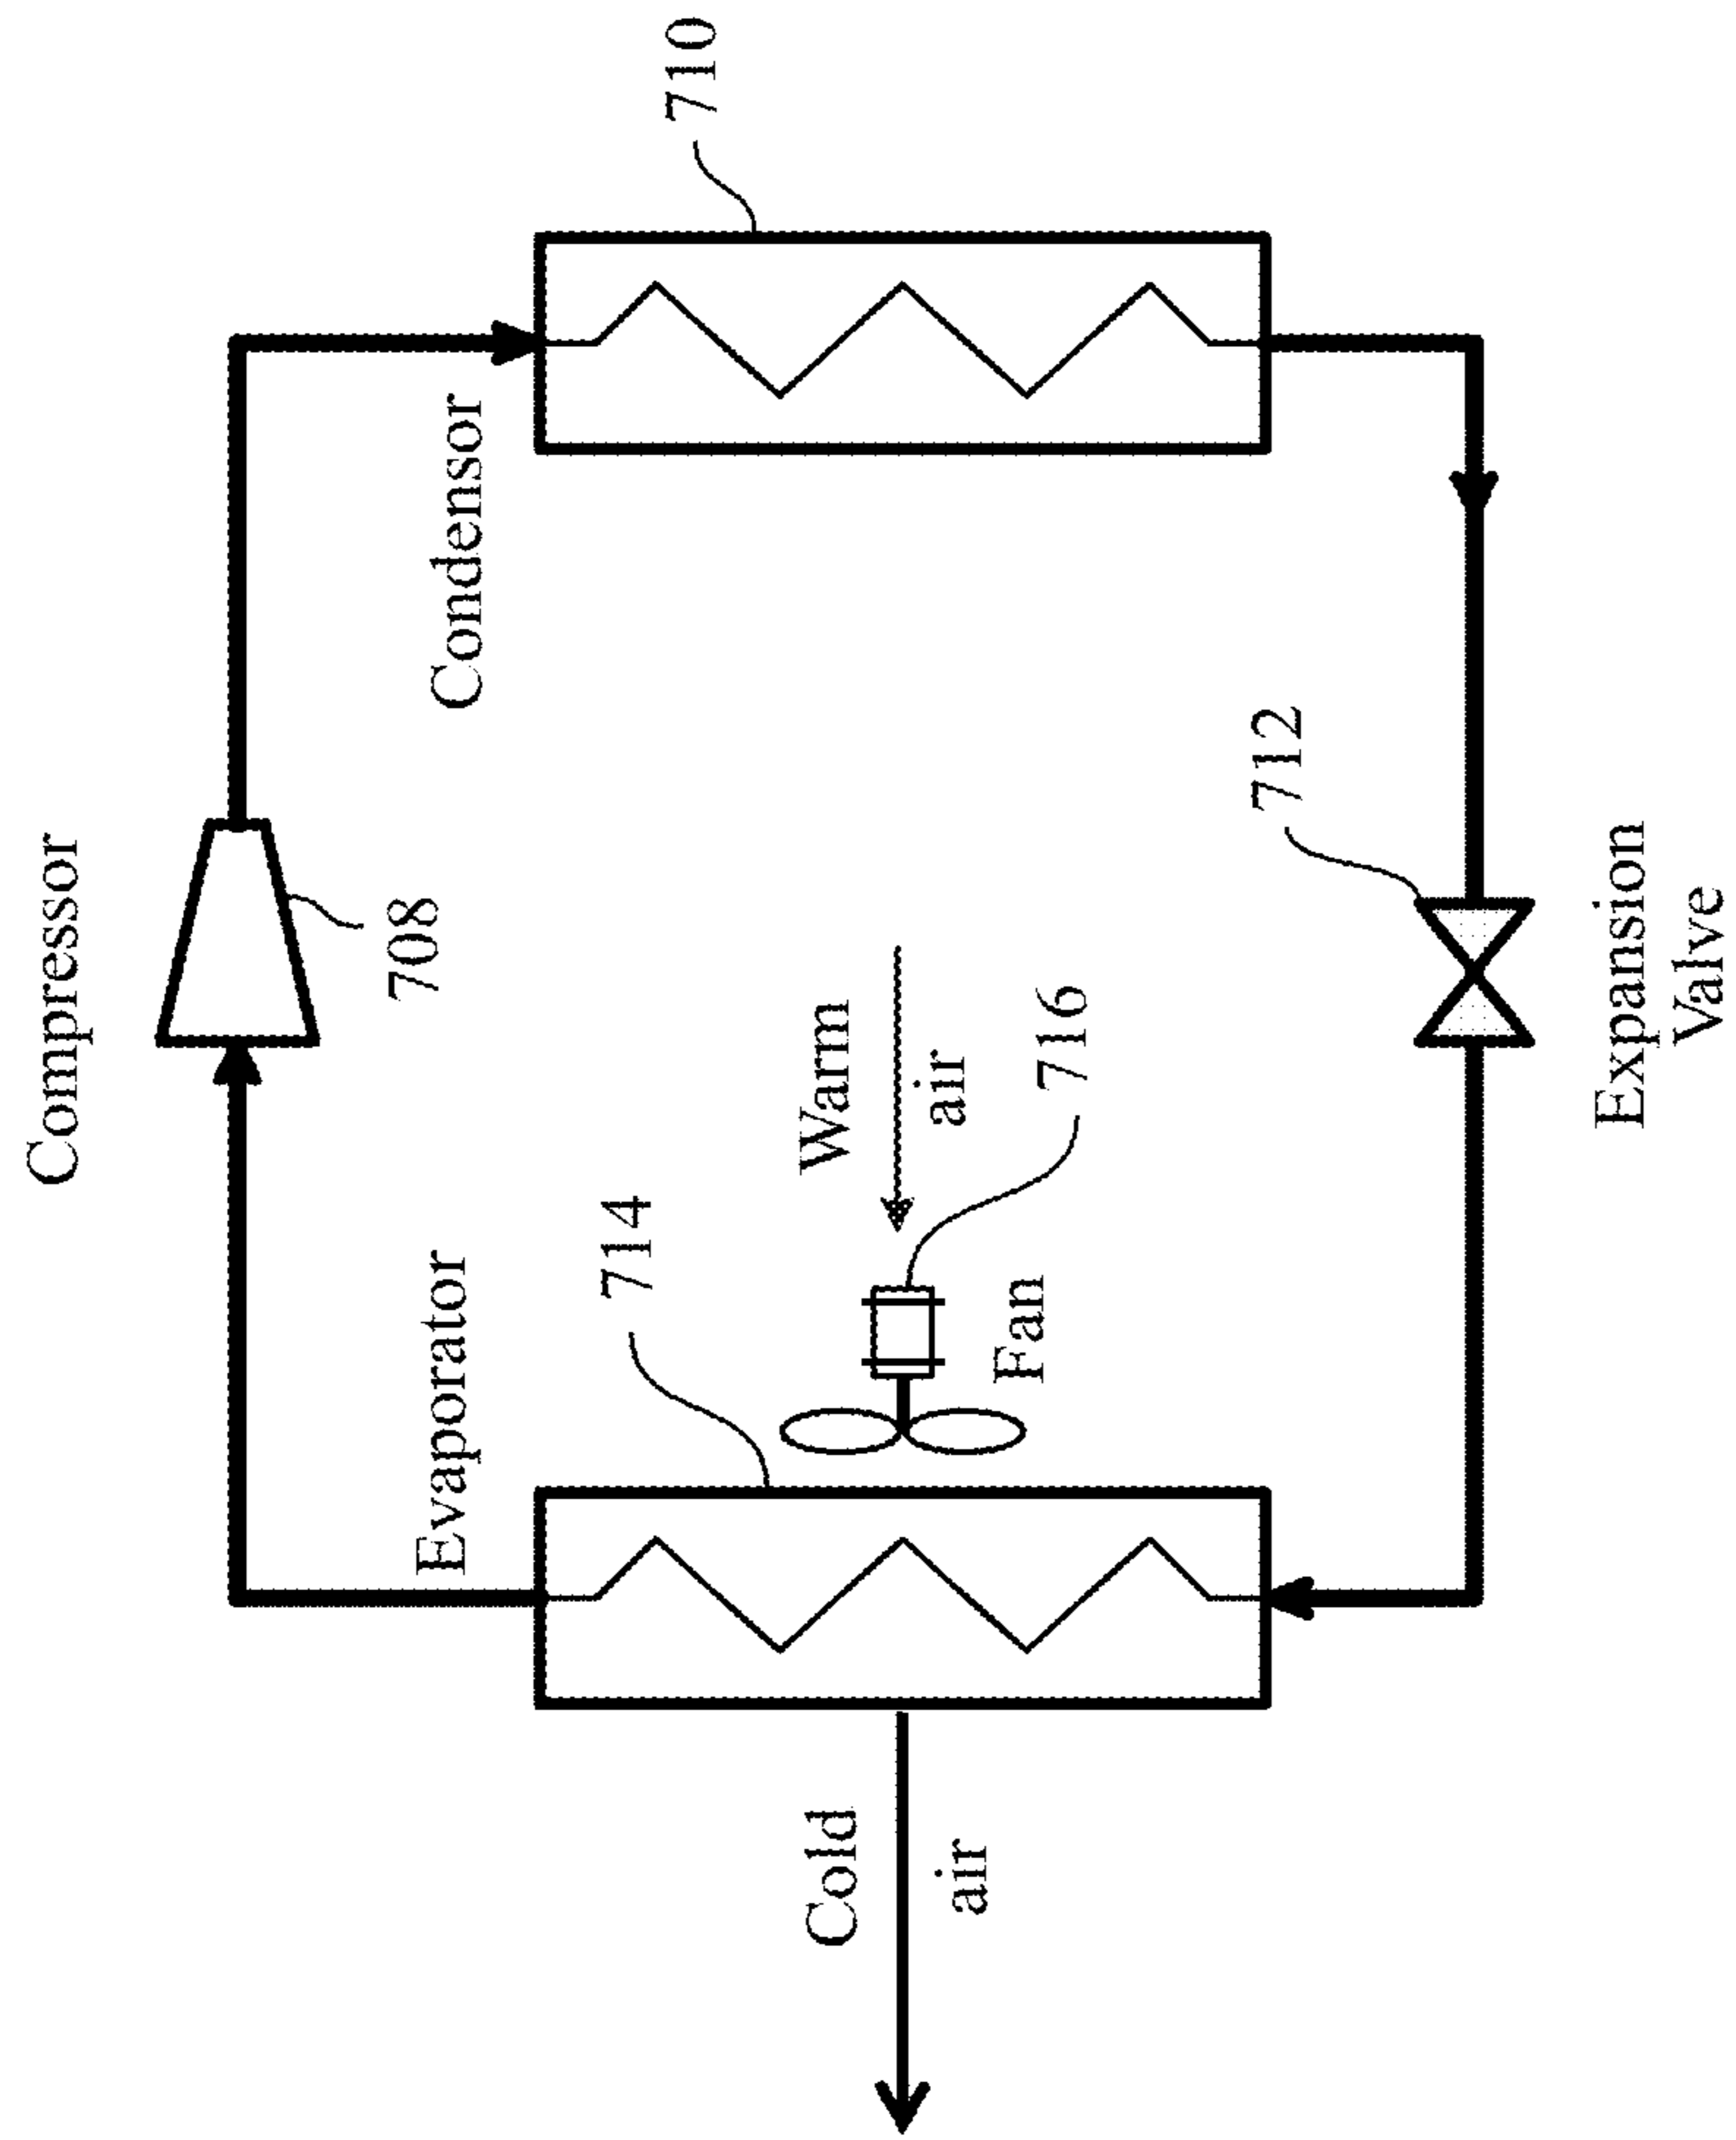 Compressor
708
Evaporator
Condensor
714
710
Warm
air
Cold
air
716
Fan
712
Expansion
Valve